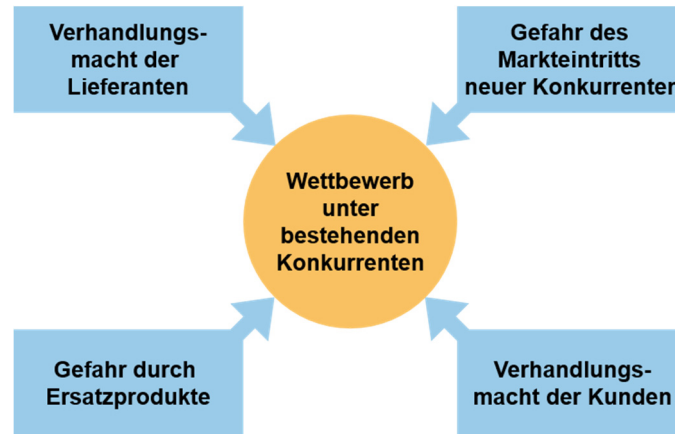 Verhandlungs-
macht der
Lieferanten
Gefahr des
Markteintritts
neuer Konkurrenten
Wettbewerb
unter
bestehenden
Konkurrenten
Gefahr durch
Ersatzprodukte
Verhandlungs-
macht der Kunden